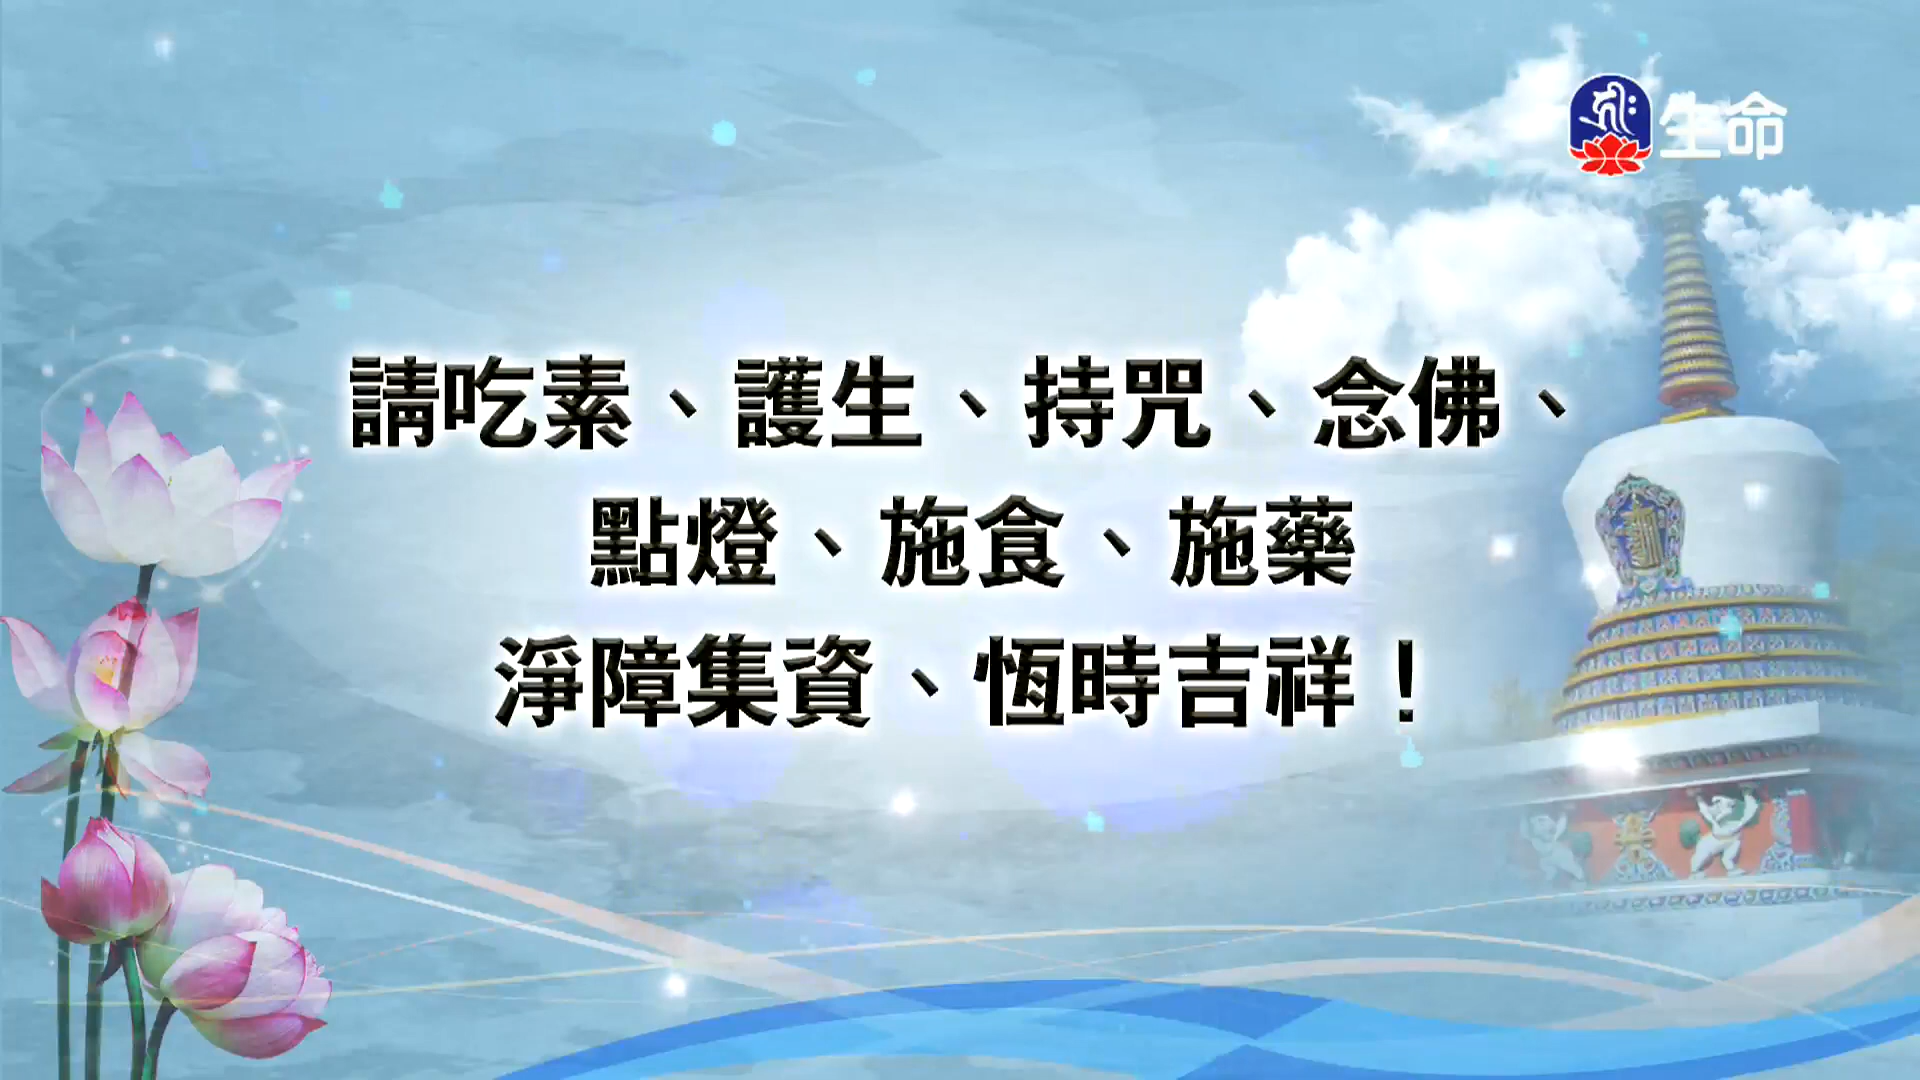 生命
請吃素、護生、持咒、念佛、
點燈、施食、施藥
淨障集資、恆時吉祥！